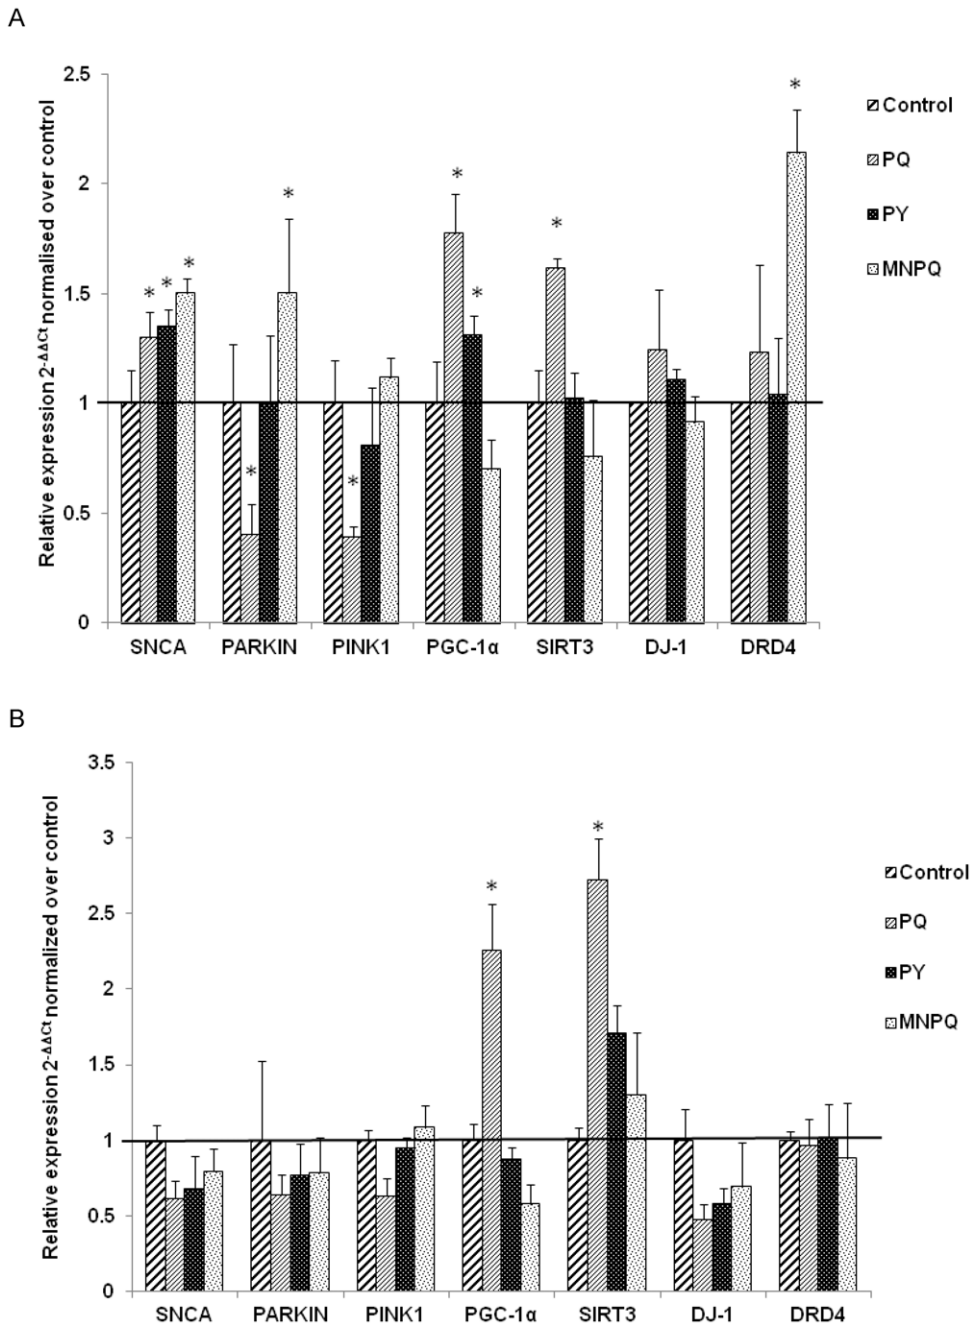 A
Relative expression 2-ΔΔCt normalised over control
2.5
2
1.5
1
0.5
0
* * *
* *
*
* *
*
*
SNCA PARKIN PINK1 PGC-1α SIRT3 DJ-1 DRD4
Control
PQ
PY
MNPQ
B
Relative expression 2-ΔΔCt normalized over control
3.5
3
2.5
2
1.5
1
0.5
0
*
*
SNCA PARKIN PINK1 PGC-1α SIRT3 DJ-1 DRD4
Control
PQ
PY
MNPQ